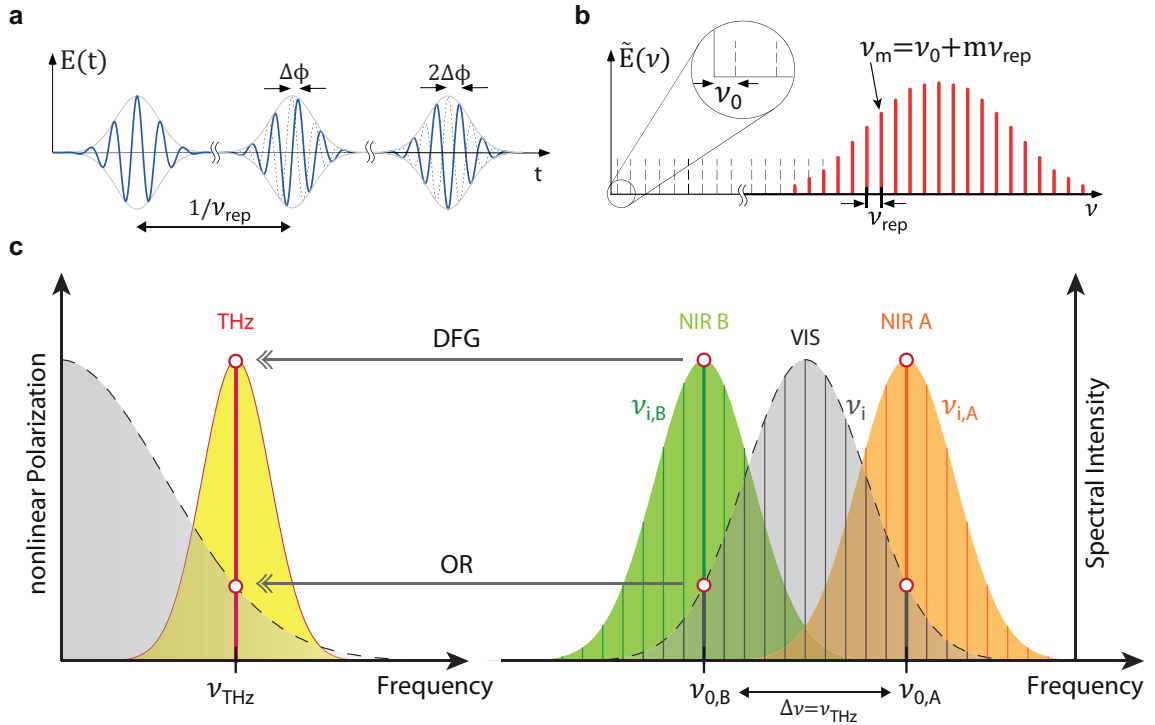 a
E(t)
Δϕ
2Δϕ
t
1/ν_rep
b
Ẽ(ν)
ν_m=ν_0+mν_rep
ν_0
ν_rep
ν
c
THz
DFG
NIR B
VIS
NIR A
ν_i,B
ν_i
ν_i,A
nonlinear Polarization
Spectral Intensity
OR
ν_THz
Frequency
ν_0,B
Δν=ν_THz
ν_0,A
Frequency